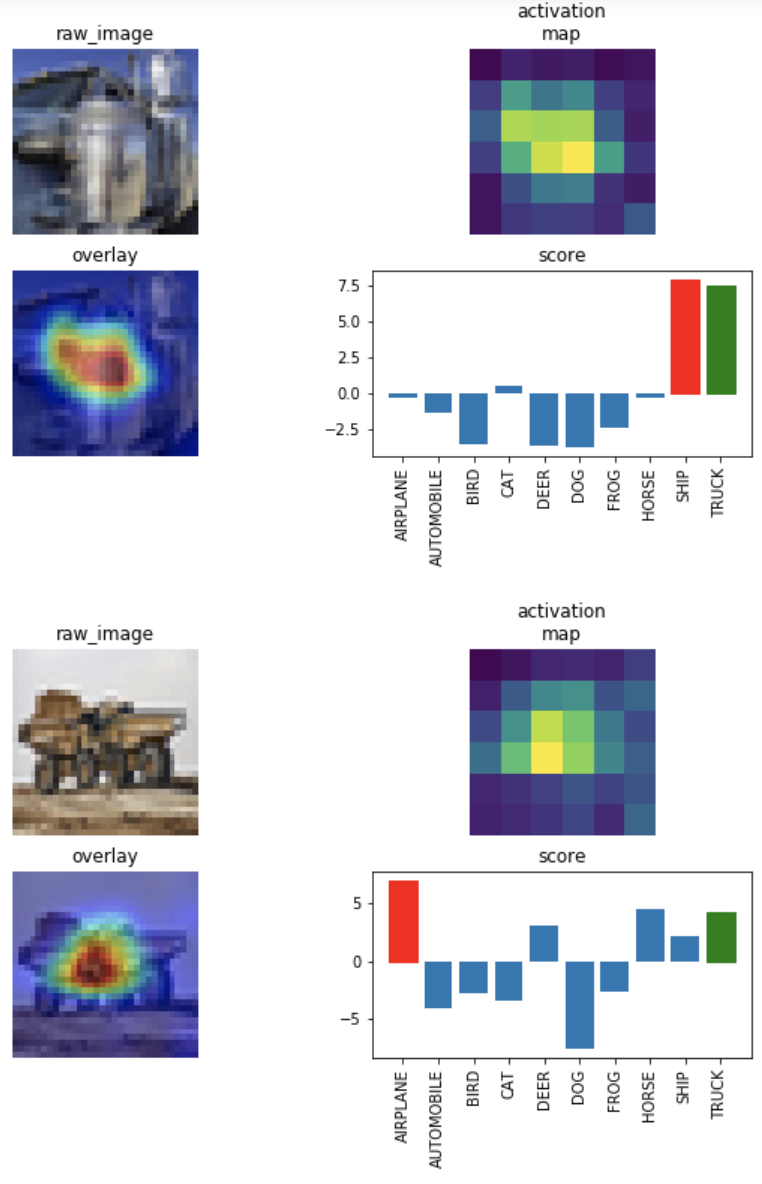 raw_image
activation
map
overlay
score
7.5
5.0
2.5
0.0
−2.5
AIRPLANE
AUTOMOBILE
BIRD
CAT
DEER
DOG
FROG
HORSE
SHIP
TRUCK
raw_image
activation
map
overlay
score
5
0
−5
AIRPLANE
AUTOMOBILE
BIRD
CAT
DEER
DOG
FROG
HORSE
SHIP
TRUCK